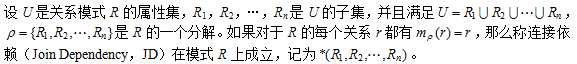 设 U 是关系模式 R 的属性集，R₁，R₂，…，Rₙ是 U 的子集，并且满足 U = R₁⋃R₂⋃⋯⋃Rₙ，
ρ={R₁,R₂,⋯,Rₙ}是 R 的一个分解。如果对于 R 的每个关系 r 都有 m_ρ(r)=r，那么称连接依
赖（Join Dependency，JD）在模式 R 上成立，记为 *(R₁,R₂,⋯,Rₙ) 。